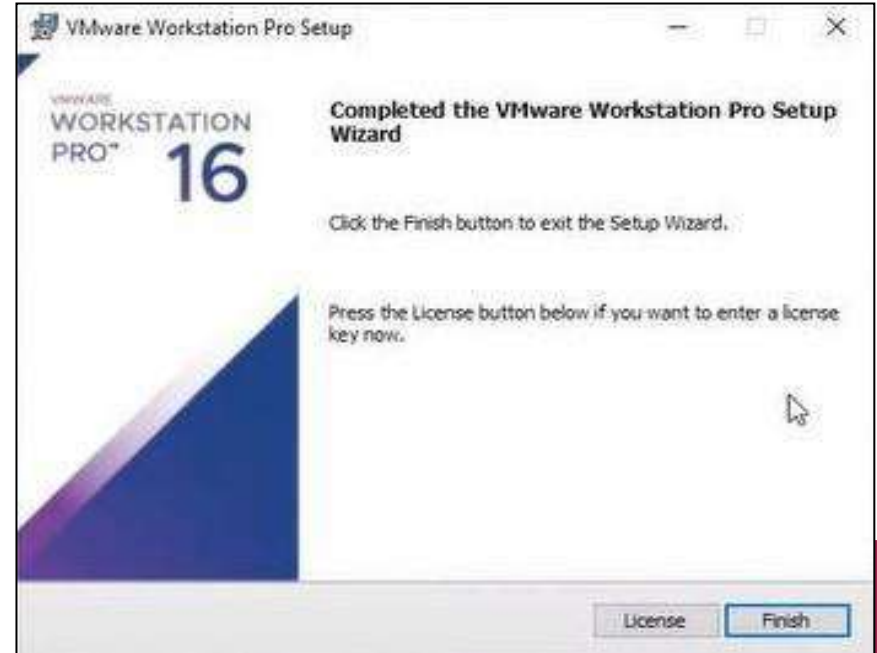 VMware Workstation Pro Setup
VMWARE
WORKSTATION
PRO™
16
Completed the VMware Workstation Pro Setup
Wizard
Click the Finish button to exit the Setup Wizard.
Press the License button below if you want to enter a license
key now.
License
Finish